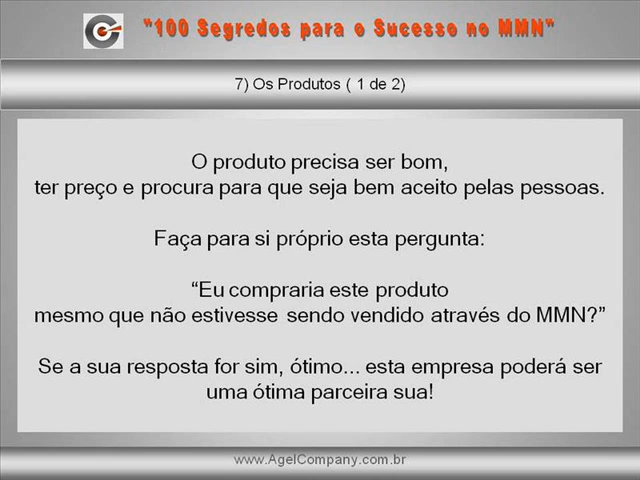 "100 Segredos para o Sucesso no MMN"
7) Os Produtos ( 1 de 2)
O produto precisa ser bom,
ter preço e procura para que seja bem aceito pelas pessoas.
Faça para si próprio esta pergunta:
“Eu compraria este produto
mesmo que não estivesse sendo vendido através do MMN?”
Se a sua resposta for sim, ótimo... esta empresa poderá ser
uma ótima parceira sua!
www.AgelCompany.com.br